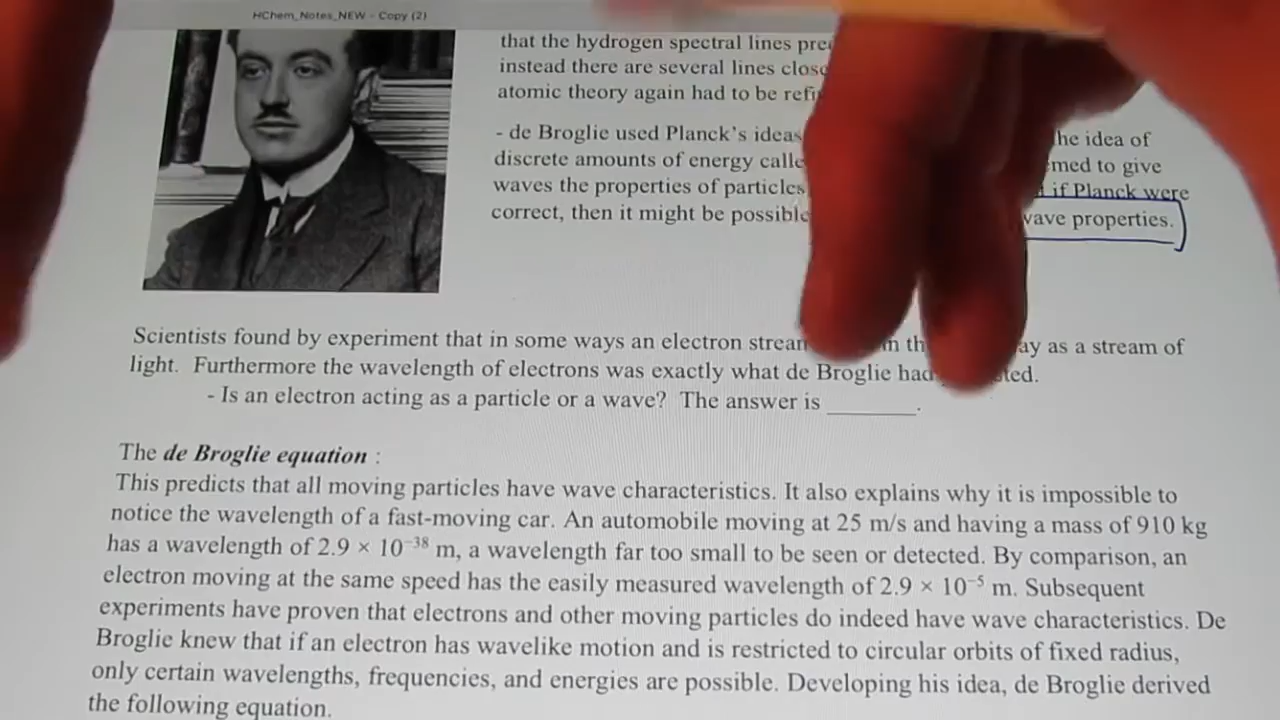 HChem_Notes_NEW - Copy (2)
that the hydrogen spectral lines
instead there are several lines
atomic theory again had to be
- de Broglie used Planck's ideas he idea of
discrete amounts of energy med to give
waves the properties of particles if Planck were
correct, then it might be possible wave properties.
Scientists found by experiment that in some ways an electron ay as a stream of
light. Furthermore the wavelength of electrons was exactly what de Broglie had
- Is an electron acting as a particle or a wave? The answer is ________.
The de Broglie equation :
This predicts that all moving particles have wave characteristics. It also explains why it is impossible to
notice the wavelength of a fast-moving car. An automobile moving at 25 m/s and having a mass of 910 kg
has a wavelength of 2.9 × 10⁻³⁸ m, a wavelength far too small to be seen or detected. By comparison, an
electron moving at the same speed has the easily measured wavelength of 2.9 × 10⁻⁵ m. Subsequent
experiments have proven that electrons and other moving particles do indeed have wave characteristics. De
Broglie knew that if an electron has wavelike motion and is restricted to circular orbits of fixed radius,
only certain wavelengths, frequencies, and energies are possible. Developing his idea, de Broglie derived
the following equation.